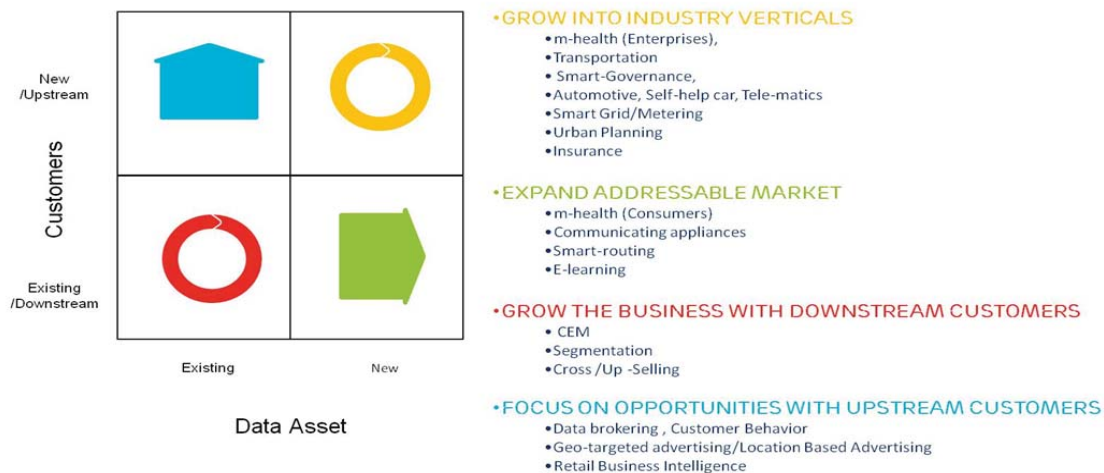 New
/Upstream
Customers
Existing
/Downstream
Existing
New
Data Asset
•GROW INTO INDUSTRY VERTICALS
•m-health (Enterprises),
•Transportation
• Smart-Governance,
•Automotive, Self-help car, Tele-matics
•Smart Grid/Metering
•Urban Planning
•Insurance
•EXPAND ADDRESSABLE MARKET
•m-health (Consumers)
•Communicating appliances
•Smart-routing
•E-learning
•GROW THE BUSINESS WITH DOWNSTREAM CUSTOMERS
• CEM
•Segmentation
•Cross /Up -Selling
•FOCUS ON OPPORTUNITIES WITH UPSTREAM CUSTOMERS
•Data brokering , Customer Behavior
•Geo-targeted advertising/Location Based Advertising
•Retail Business Intelligence